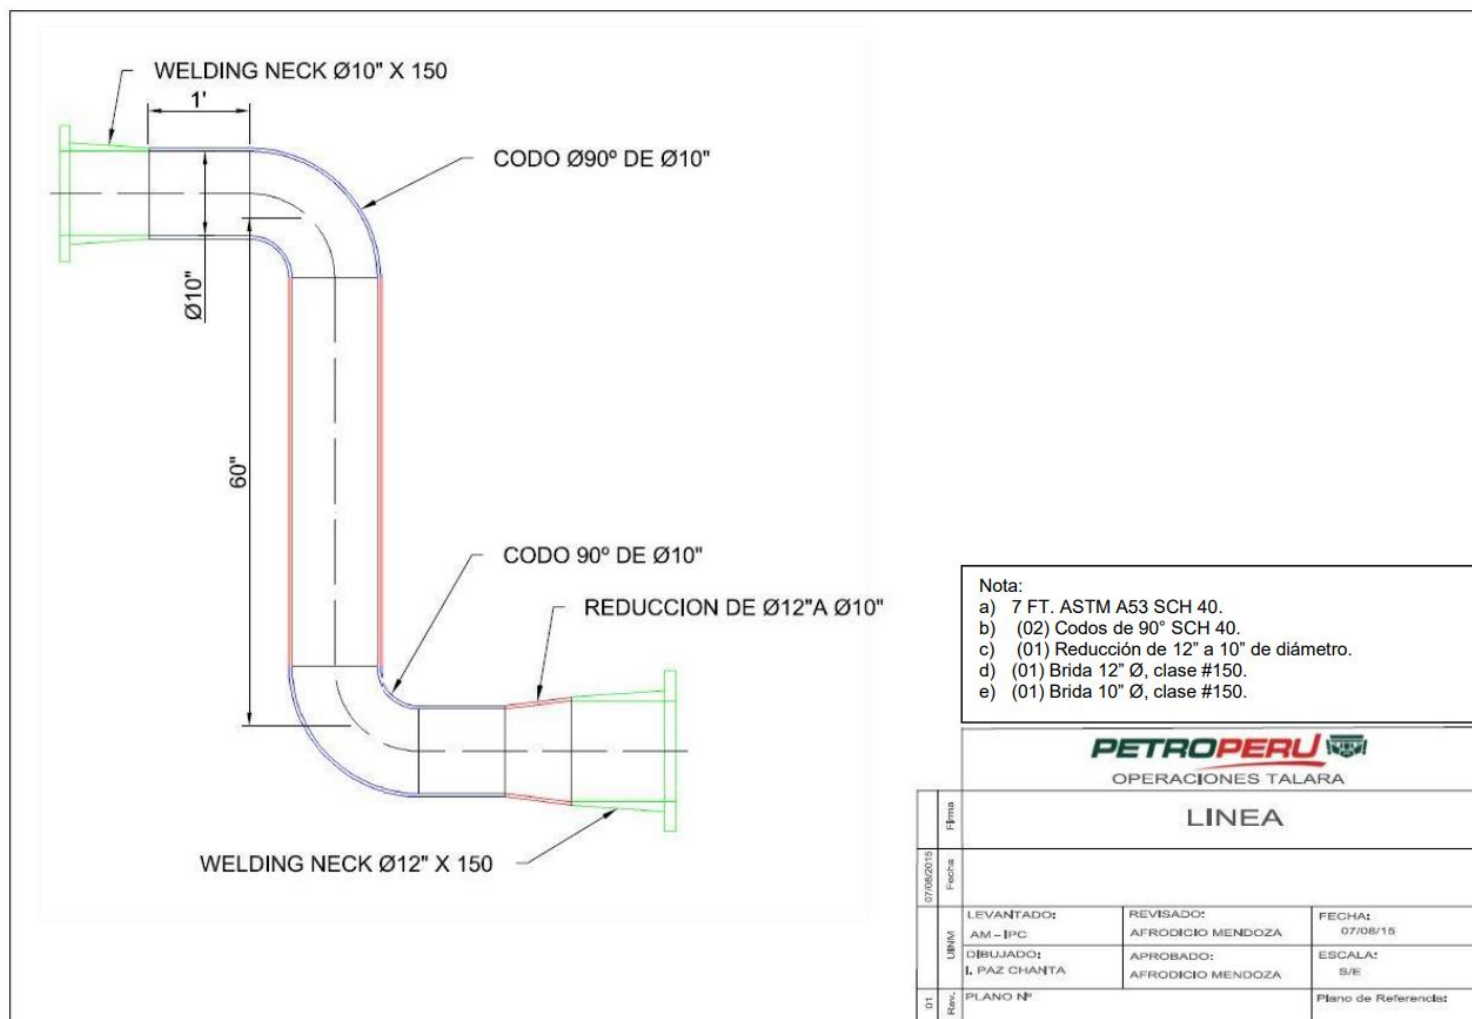 WELDING NECK Ø10" X 150
1'
CODO Ø90º DE Ø10"
Ø10"
60"
CODO 90º DE Ø10"
REDUCCION DE Ø12"A Ø10"
WELDING NECK Ø12" X 150
Nota:
a) 7 FT. ASTM A53 SCH 40.
b) (02) Codos de 90° SCH 40.
c) (01) Reducción de 12” a 10” de diámetro.
d) (01) Brida 12” Ø, clase #150.
e) (01) Brida 10” Ø, clase #150.
PETROPERU
OPERACIONES TALARA
Firma
LINEA
07/08/2015
Fecha
UINM
LEVANTADO:
AM - IPC
REVISADO:
AFRODICIO MENDOZA
FECHA:
07/08/15
DIBUJADO:
I. PAZ CHANTA
APROBADO:
AFRODICIO MENDOZA
ESCALA:
S/E
01
Rev.
PLANO Nº
Plano de Referencia: